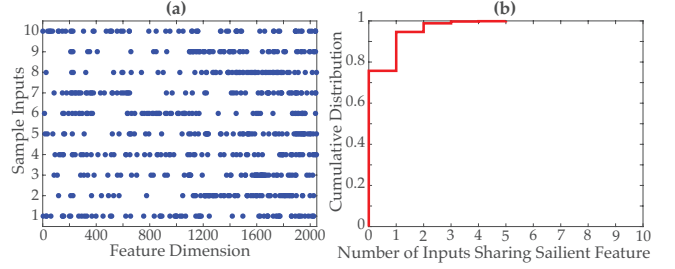 (a)
Sample Inputs
10
9
8
7
6
5
4
3
2
1
0 400 800 1200 1600 2000
Feature Dimension
(b)
Cumulative Distribution
1
0.8
0.6
0.4
0.2
0
0 1 2 3 4 5 6 7 8 9 10
Number of Inputs Sharing Sailient Feature